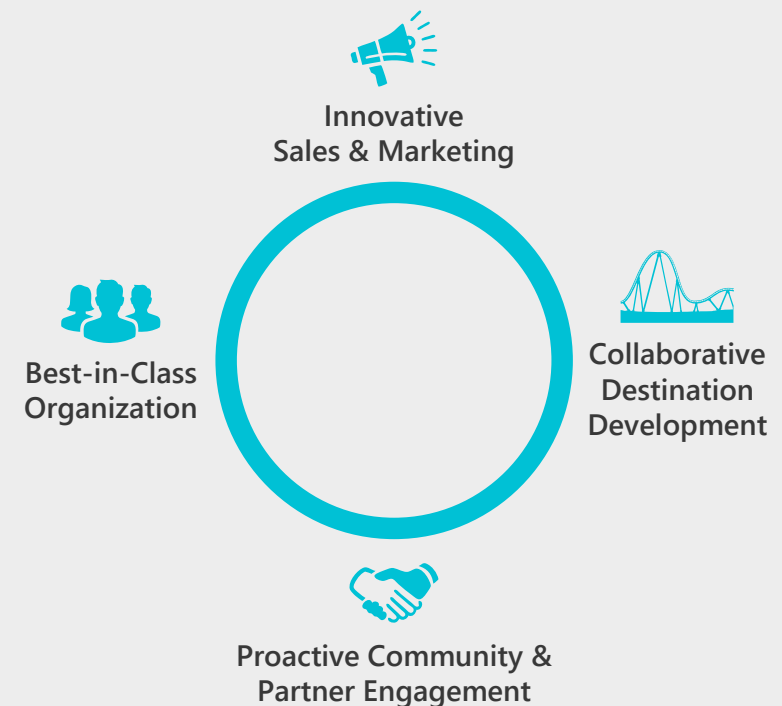 Innovative
Sales & Marketing
Best-in-Class
Organization
Collaborative
Destination
Development
Proactive Community &
Partner Engagement